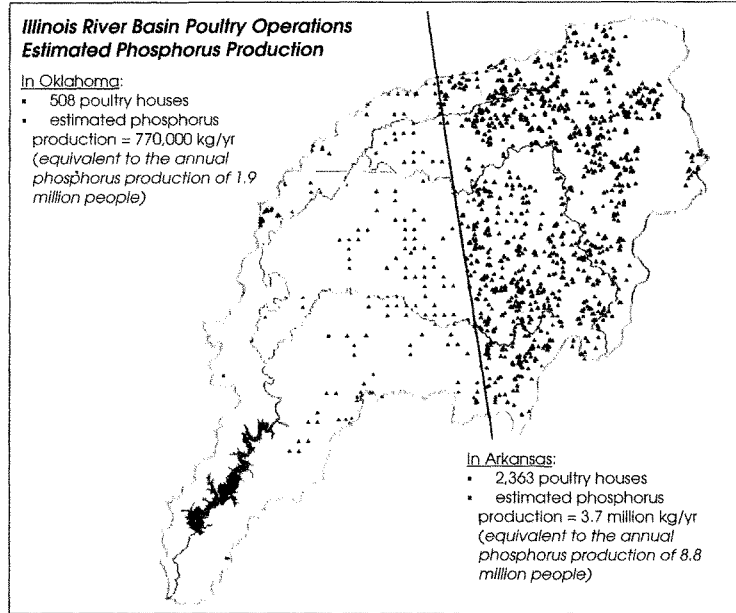 Illinois River Basin Poultry Operations
Estimated Phosphorus Production
In Oklahoma:
▪ 508 poultry houses
▪ estimated phosphorus
production = 770,000 kg/yr
(equivalent to the annual
phosphorus production of 1.9
million people)
In Arkansas:
▪ 2,363 poultry houses
▪ estimated phosphorus
production = 3.7 million kg/yr
(equivalent to the annual
phosphorus production of 8.8
million people)